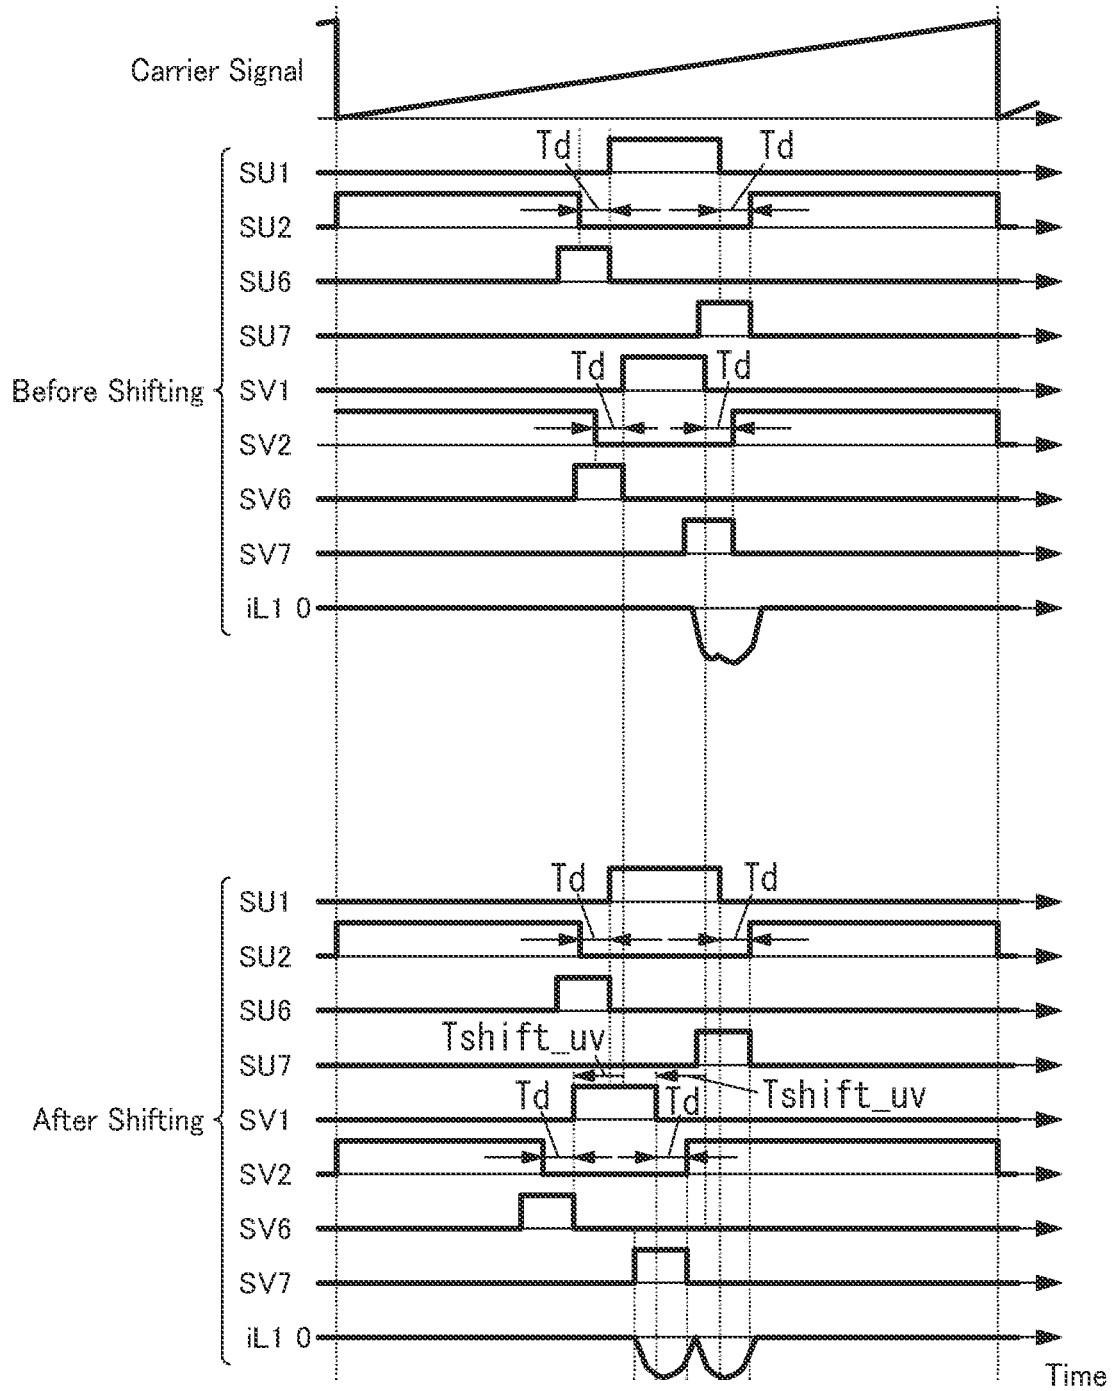 Carrier Signal
Td
Td
SU1
SU2
SU6
SU7
Before Shifting
Td
Td
SV1
SV2
SV6
SV7
iL1 0
Td
Td
SU1
SU2
SU6
Tshift_uv
SU7
Td
Td
Tshift_uv
After Shifting
SV1
SV2
SV6
SV7
iL1 0
Time